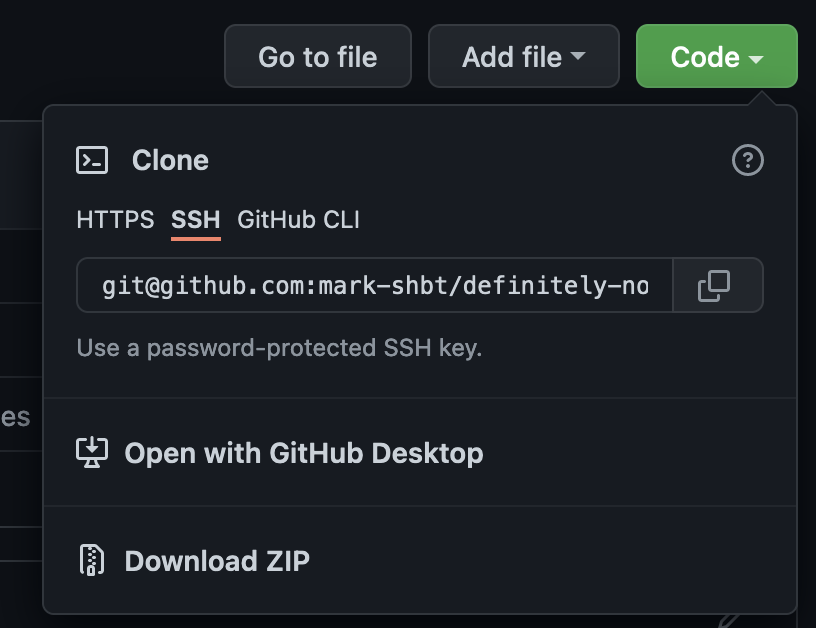 Go to file Add file Code
Clone
HTTPS SSH GitHub CLI
git@github.com:mark-shbt/definitely-no
Use a password-protected SSH key.
es
Open with GitHub Desktop
Download ZIP